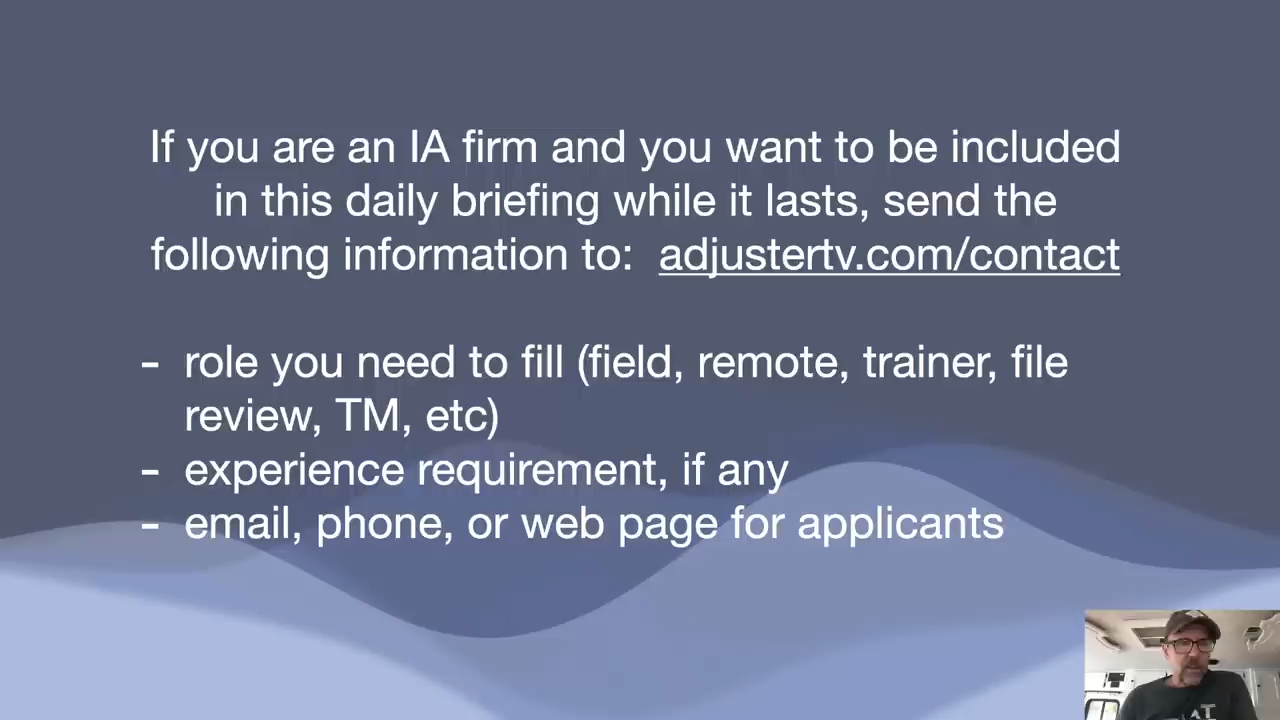 If you are an IA firm and you want to be included
in this daily briefing while it lasts, send the
following information to: adjustertv.com/contact
- role you need to fill (field, remote, trainer, file
review, TM, etc)
- experience requirement, if any
- email, phone, or web page for applicants